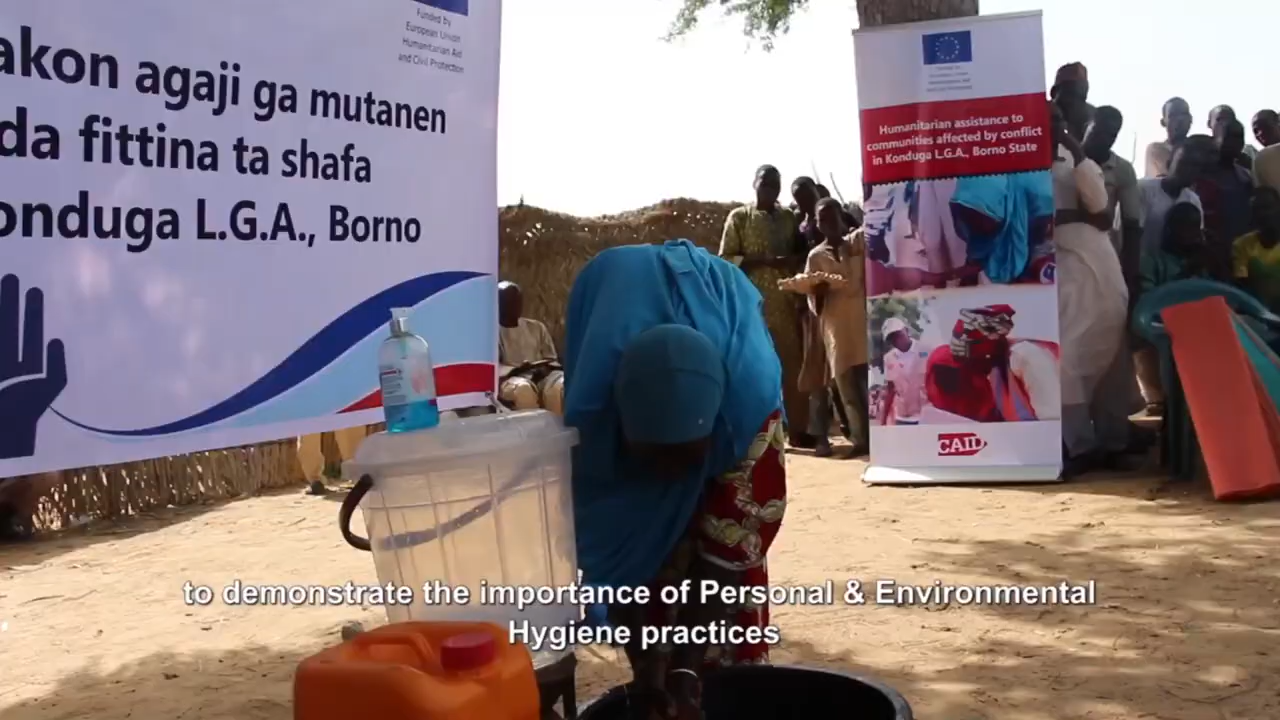 akon agaji ga mutanen
da fittina ta shafa
onduga L.G.A., Borno
Funded by
European Union
Humanitarian Aid
and Civil Protection
Humanitarian assistance to
communities affected by conflict
in Konduga L.G.A., Borno State
CAID
to demonstrate the importance of Personal & Environmental
Hygiene practices